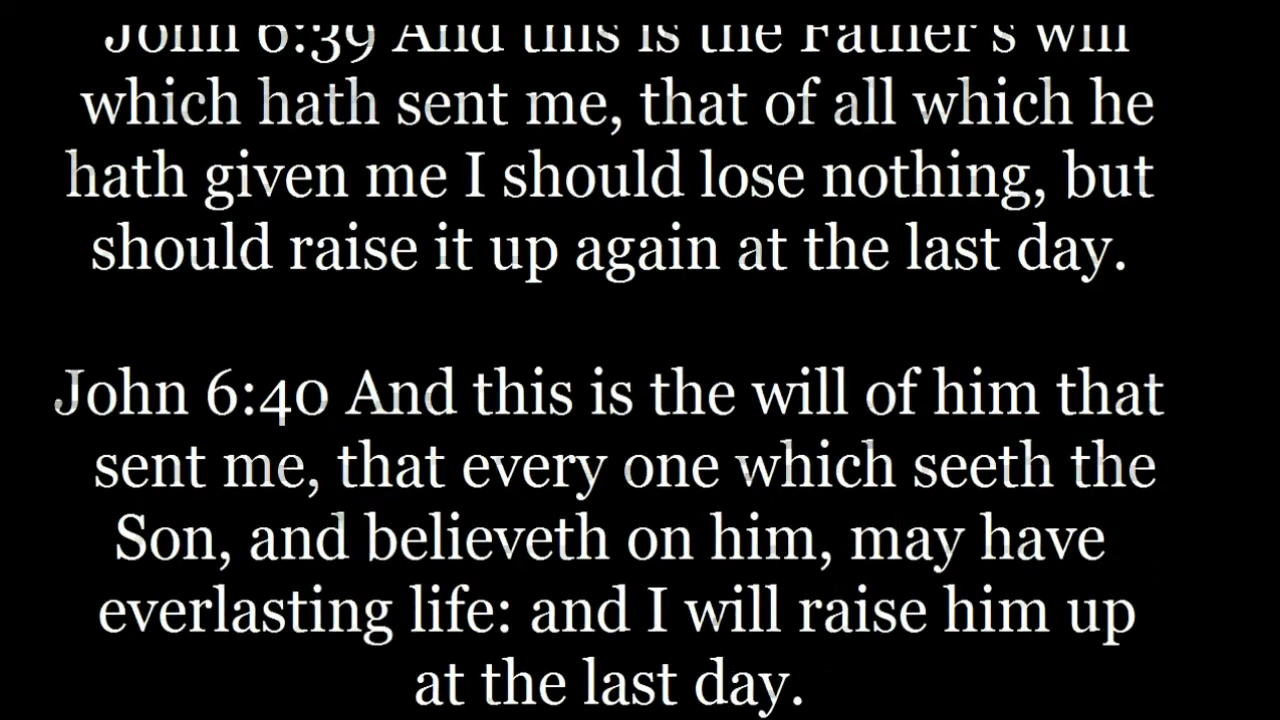 John 6:39 And this is the Father's will
which hath sent me, that of all which he
hath given me I should lose nothing, but
should raise it up again at the last day.
John 6:40 And this is the will of him that
sent me, that every one which seeth the
Son, and believeth on him, may have
everlasting life: and I will raise him up
at the last day.